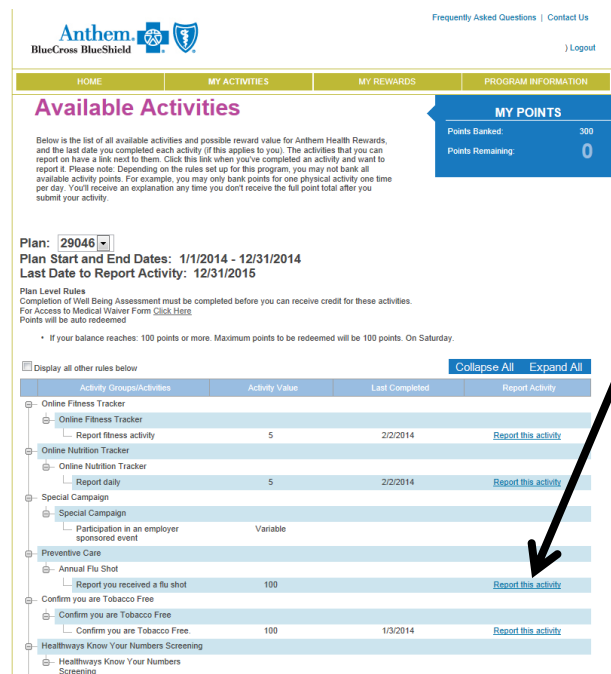 Frequently Asked Questions | Contact Us
Anthem.
BlueCross BlueShield
) Logout
HOME MY ACTIVITIES MY REWARDS PROGRAM INFORMATION
Available Activities
MY POINTS
Points Banked: 300
Points Remaining: 0
Below is the list of all available activities and possible reward value for Anthem Health Rewards,
and the last date you completed each activity (if this applies to you). The activities that you can
report on have a link next to them. Click this link when you've completed an activity and want to
report it. Please note: Depending on the rules set up for this program, you may not bank all
available activity points. For example, you may only bank points for one physical activity one time
per day. You'll receive an explanation any time you don't receive the full point total after you
submit your activity.
Plan: 29046
Plan Start and End Dates: 1/1/2014 - 12/31/2014
Last Date to Report Activity: 12/31/2015
Plan Level Rules
Completion of Well Being Assessment must be completed before you can receive credit for these activities.
For Access to Medical Waiver Form Click Here
Points will be auto redeemed
• If your balance reaches: 100 points or more. Maximum points to be redeemed will be 100 points. On Saturday.
Display all other rules below
Collapse All Expand All
Activity Groups/Activities Activity Value Last Completed Report Activity
Online Fitness Tracker
Online Fitness Tracker
Report fitness activity 5 2/2/2014 Report this activity
Online Nutrition Tracker
Online Nutrition Tracker
Report daily 5 2/2/2014 Report this activity
Special Campaign
Special Campaign
Participation in an employer
sponsored event Variable
Preventive Care
Annual Flu Shot
Report you received a flu shot 100 Report this activity
Confirm you are Tobacco Free
Confirm you are Tobacco Free
Confirm you are Tobacco Free. 100 1/3/2014 Report this activity
Healthways Know Your Numbers Screening
Healthways Know Your Numbers
Screening